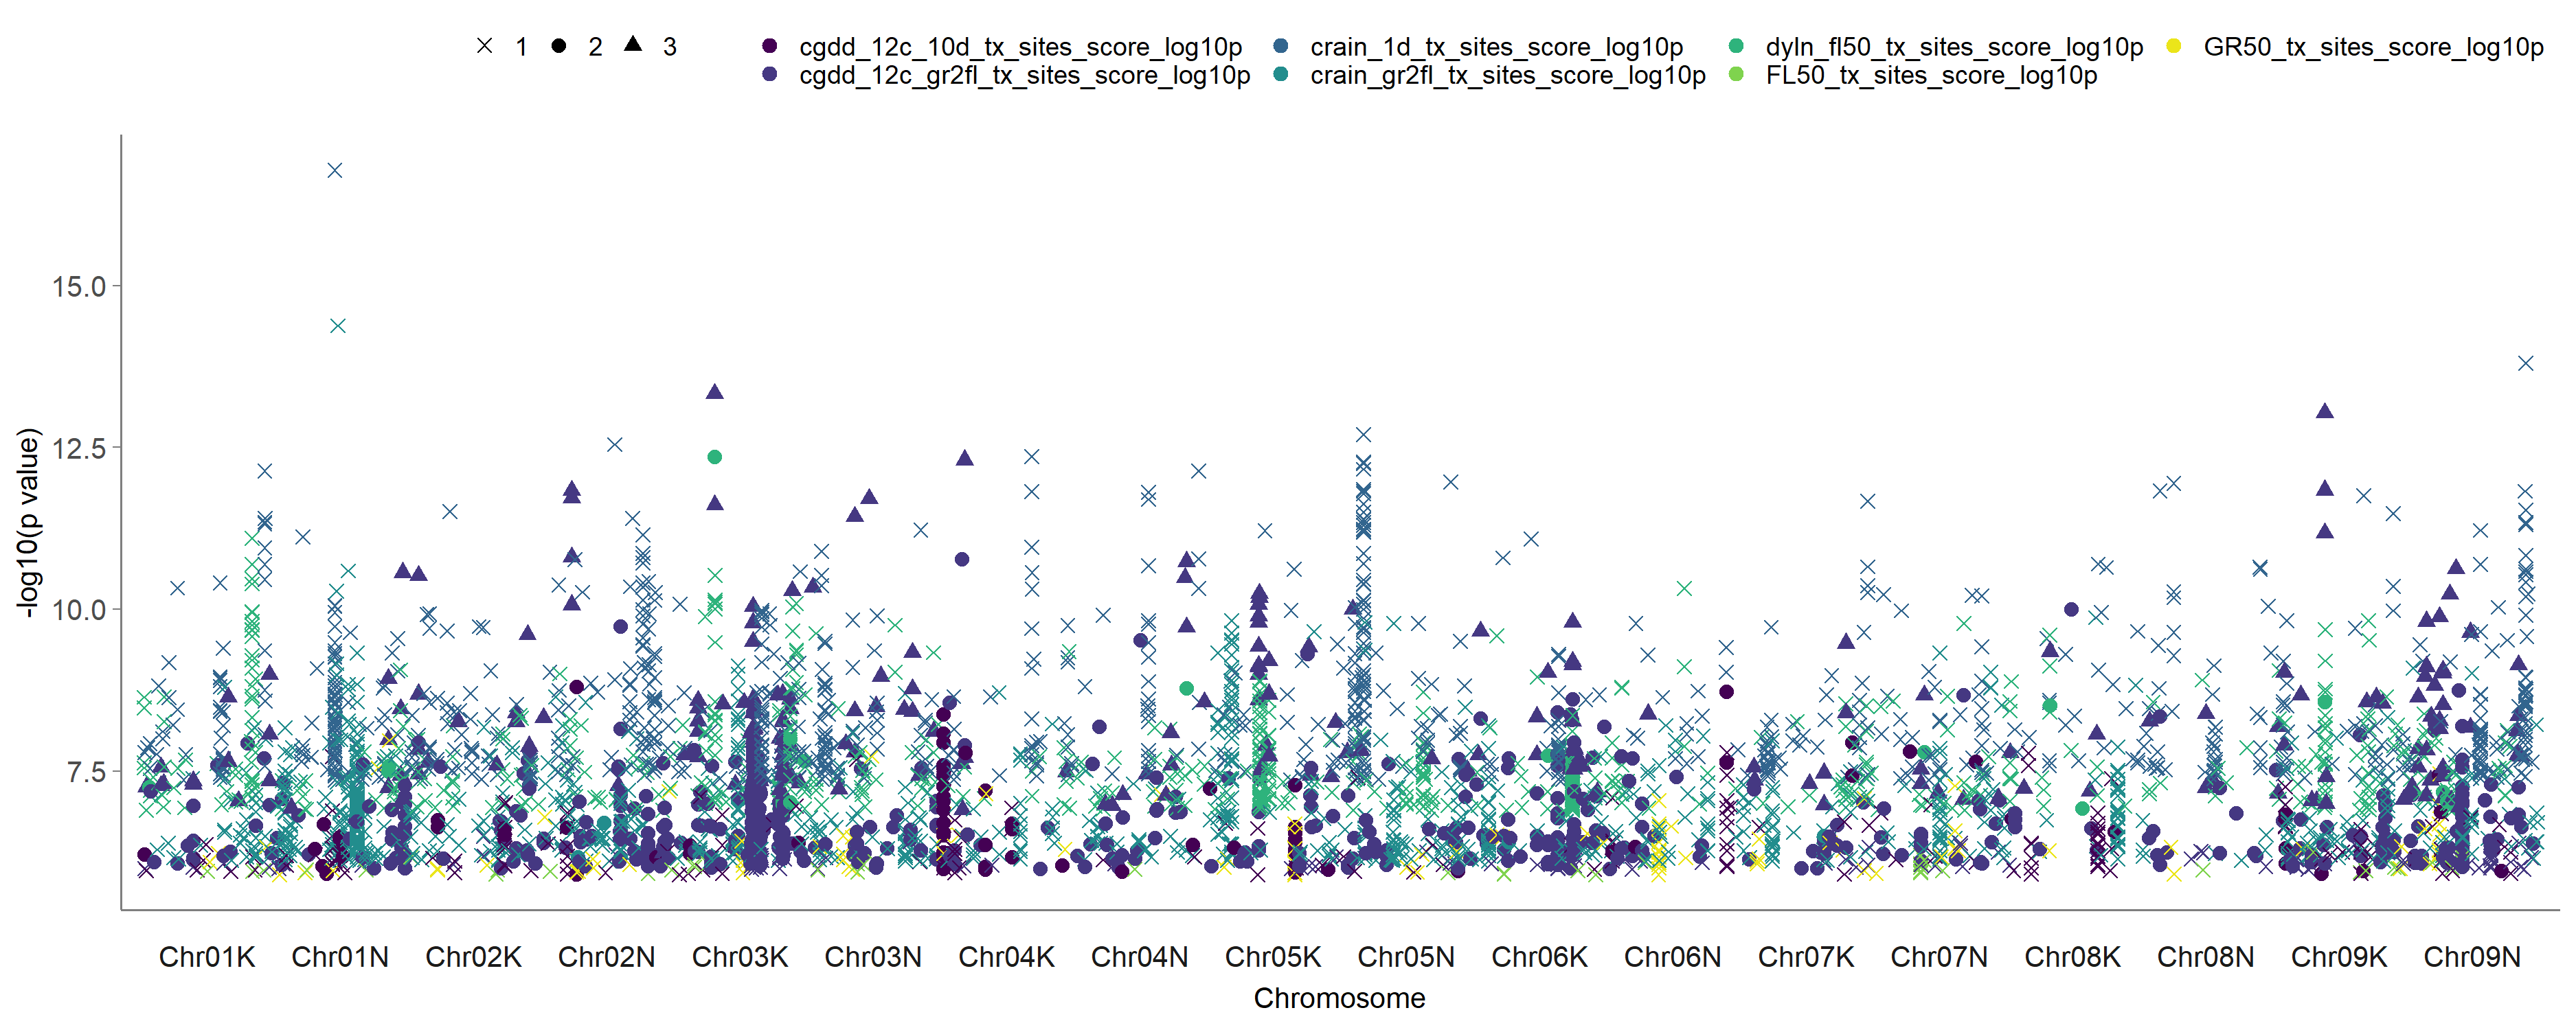 1 2 3 cgdd_12c_10d_tx_sites_score_log10p crain_1d_tx_sites_score_log10p dyln_fl50_tx_sites_score_log10p GR50_tx_sites_score_log10p
cgdd_12c_gr2fl_tx_sites_score_log10p crain_gr2fl_tx_sites_score_log10p FL50_tx_sites_score_log10p
15.0
12.5
10.0
7.5
-log10(p value)
Chr01K Chr01N Chr02K Chr02N Chr03K Chr03N Chr04K Chr04N Chr05K Chr05N Chr06K Chr06N Chr07K Chr07N Chr08K Chr08N Chr09K Chr09N
Chromosome